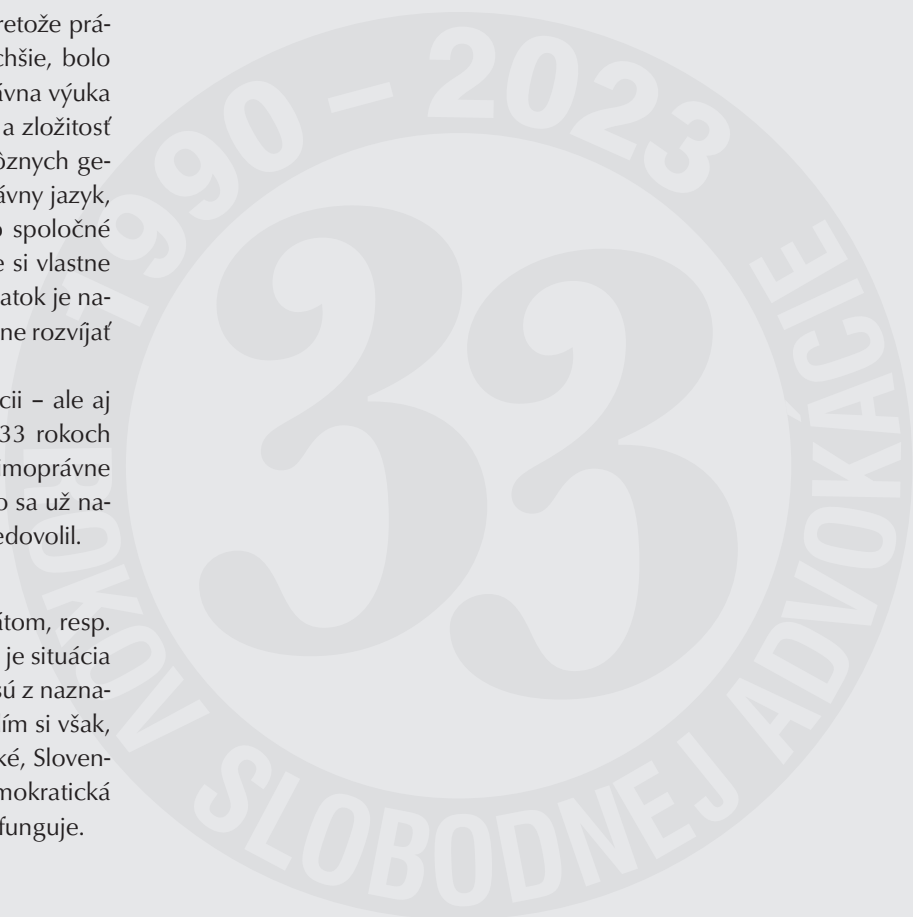 retože prá-
chšie, bolo
ávna výuka
a zložitosť
ôznych ge-
ávny jazyk,
o spoločné
e si vlastne
atok je na-
ne rozvíjať
cii – ale aj
33 rokoch
imoprávne
o sa už na-
edovolil.
átom, resp.
je situácia
sú z nazna-
ím si však,
ké, Sloven-
mokratická
funguje.
1990 – 2023
33
ROKOV SLOBODNEJ ADVOKÁCIE